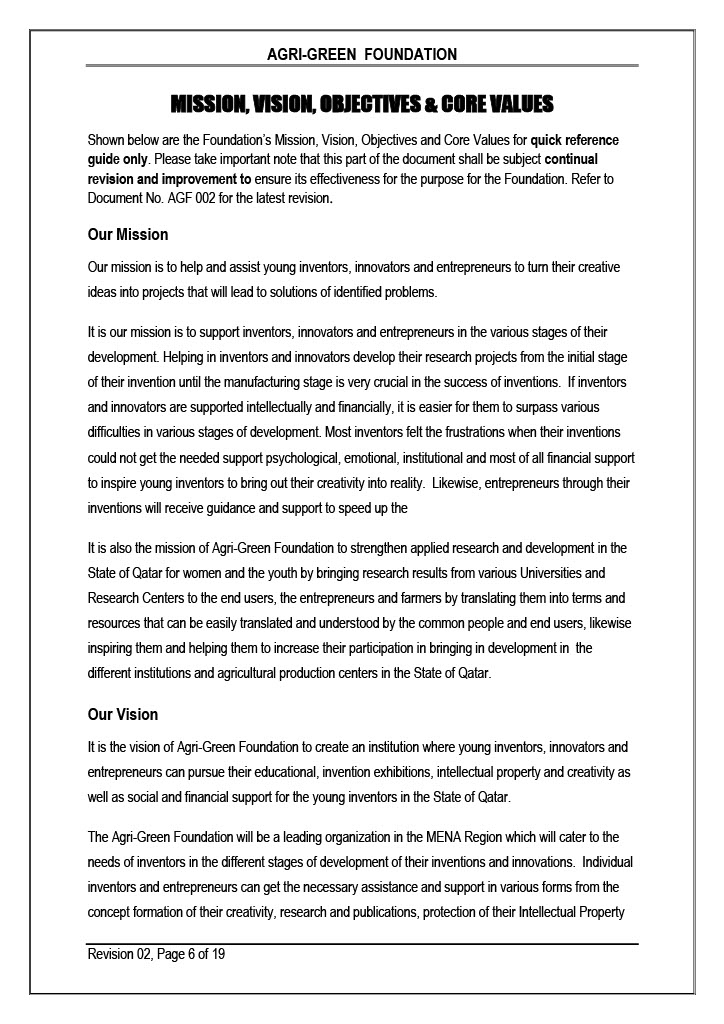 AGRI-GREEN  FOUNDATION
MISSION, VISION, OBJECTIVES & CORE VALUES
Shown below are the Foundation’s Mission, Vision, Objectives and Core Values for quick reference
guide only. Please take important note that this part of the document shall be subject continual
revision and improvement to ensure its effectiveness for the purpose for the Foundation. Refer to
Document No. AGF 002 for the latest revision.
Our Mission
Our mission is to help and assist young inventors, innovators and entrepreneurs to turn their creative
ideas into projects that will lead to solutions of identified problems.
It is our mission is to support inventors, innovators and entrepreneurs in the various stages of their
development. Helping in inventors and innovators develop their research projects from the initial stage
of their invention until the manufacturing stage is very crucial in the success of inventions.  If inventors
and innovators are supported intellectually and financially, it is easier for them to surpass various
difficulties in various stages of development. Most inventors felt the frustrations when their inventions
could not get the needed support psychological, emotional, institutional and most of all financial support
to inspire young inventors to bring out their creativity into reality.  Likewise, entrepreneurs through their
inventions will receive guidance and support to speed up the
It is also the mission of Agri-Green Foundation to strengthen applied research and development in the
State of Qatar for women and the youth by bringing research results from various Universities and
Research Centers to the end users, the entrepreneurs and farmers by translating them into terms and
resources that can be easily translated and understood by the common people and end users, likewise
inspiring them and helping them to increase their participation in bringing in development in  the
different institutions and agricultural production centers in the State of Qatar.
Our Vision
It is the vision of Agri-Green Foundation to create an institution where young inventors, innovators and
entrepreneurs can pursue their educational, invention exhibitions, intellectual property and creativity as
well as social and financial support for the young inventors in the State of Qatar.
The Agri-Green Foundation will be a leading organization in the MENA Region which will cater to the
needs of inventors in the different stages of development of their inventions and innovations.  Individual
inventors and entrepreneurs can get the necessary assistance and support in various forms from the
concept formation of their creativity, research and publications, protection of their Intellectual Property
Revision 02, Page 6 of 19